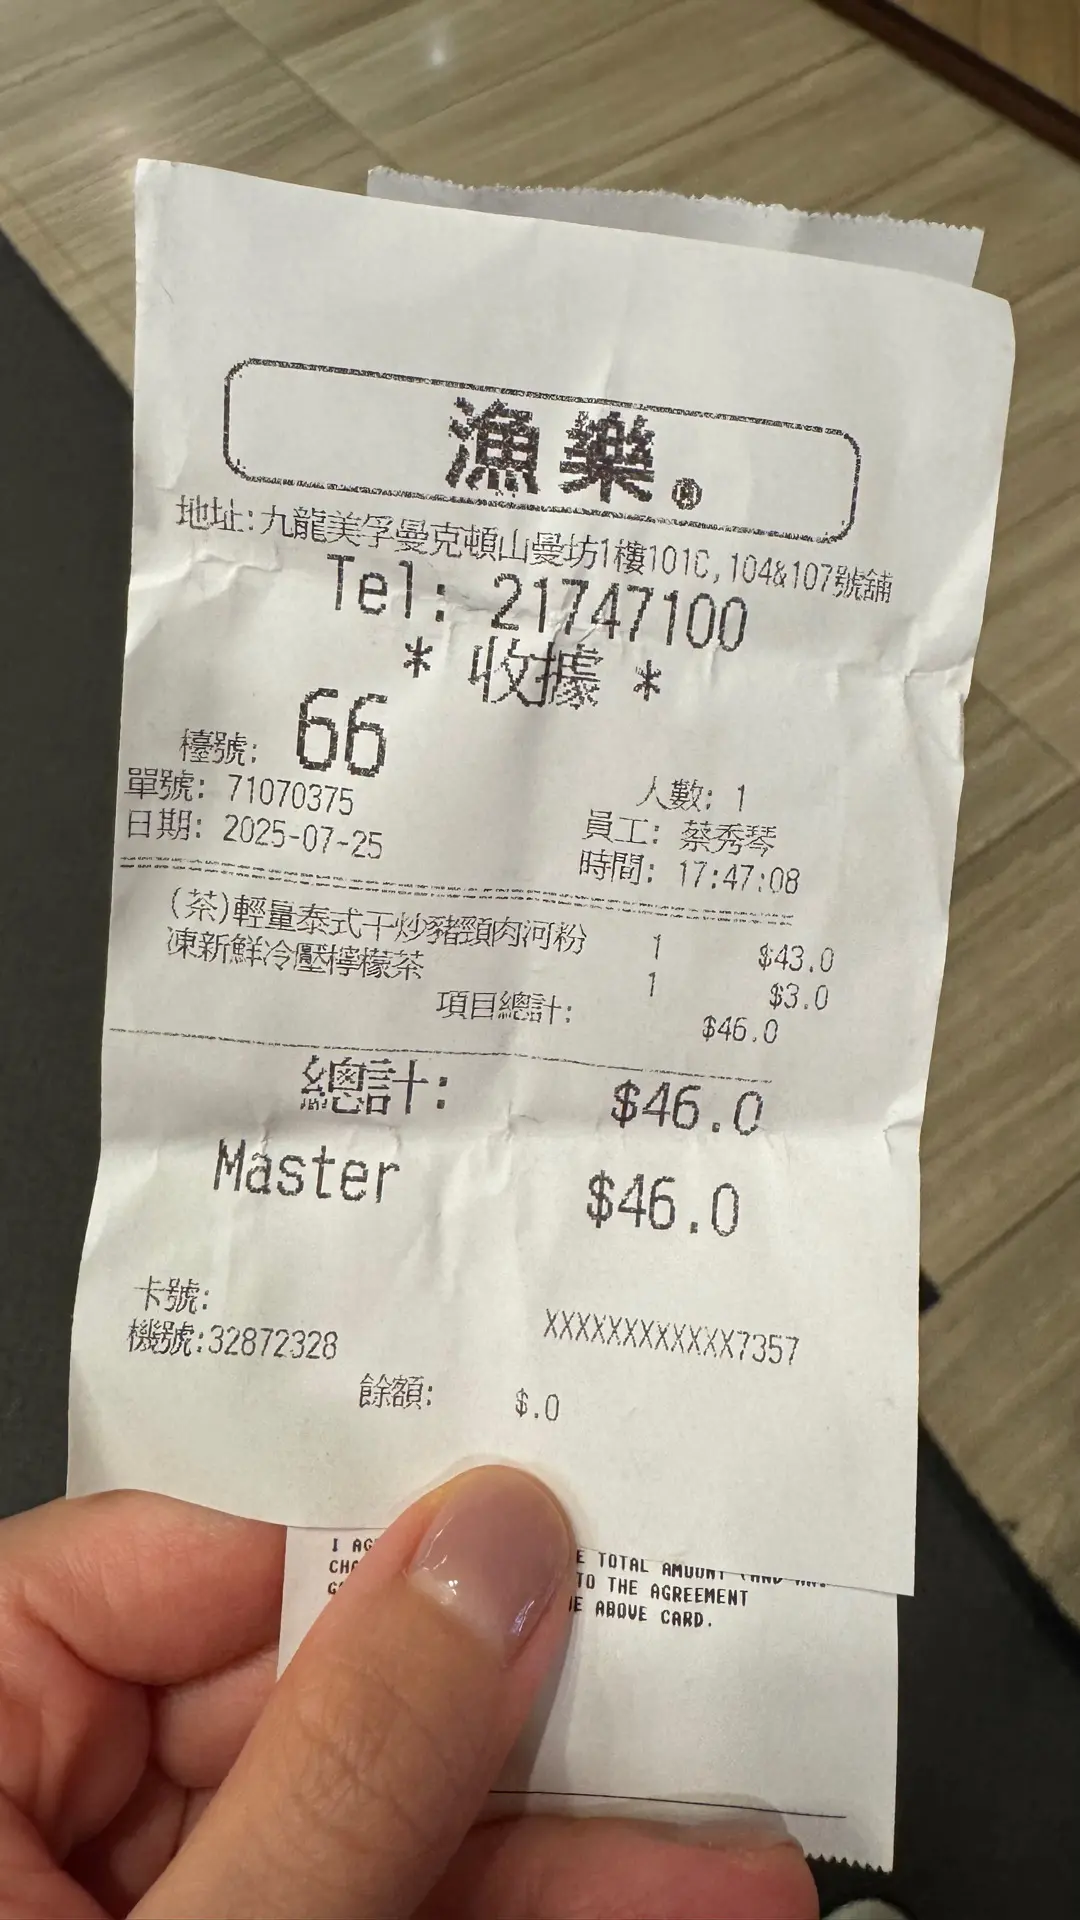 漁樂®
地址:九龍美孚曼克頓山曼坊1樓101C,104&107號舖
Tel: 21747100
* 收據 *
檯號: 66
人數: 1
單號: 71070375
員工: 蔡秀琴
日期: 2025-07-25
時間: 17:47:08
(茶)輕量泰式干炒豬頸肉河粉 1 $43.0
凍新鮮冷壓檸檬茶 1 $3.0
項目總計: $46.0
總計: $46.0
Master $46.0
卡號: XXXXXXXXXXXX7357
機號:32872328
餘額: $.0
I TOTAL AMOUNT
TO THE AGREEMENT
ABOVE CARD.